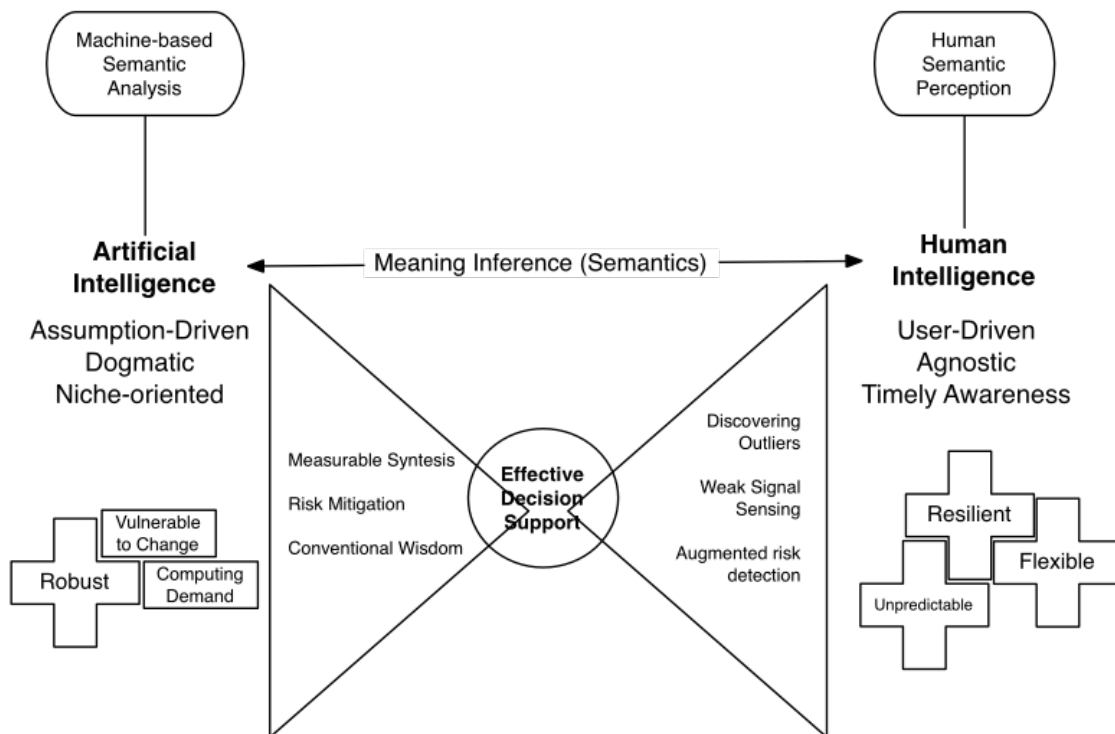 Machine-based
Semantic
Analysis
Human
Semantic
Perception
Artificial
Intelligence
Meaning Inference (Semantics)
Human
Intelligence
Assumption-Driven
Dogmatic
Niche-oriented
User-Driven
Agnostic
Timely Awareness
Measurable Syntesis
Risk Mitigation
Conventional Wisdom
Effective
Decision
Support
Discovering
Outliers
Weak Signal
Sensing
Augmented risk
detection
Robust
Vulnerable
to Change
Computing
Demand
Resilient
Flexible
Unpredictable